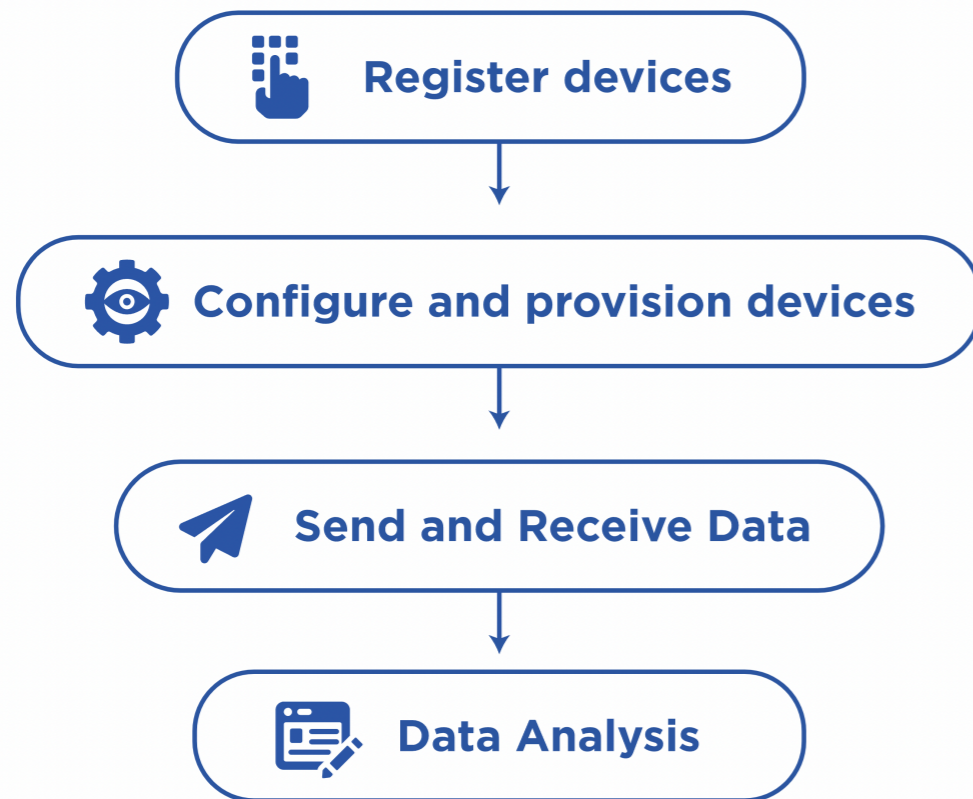 Register devices
Configure and provision devices
Send and Receive Data
Data Analysis